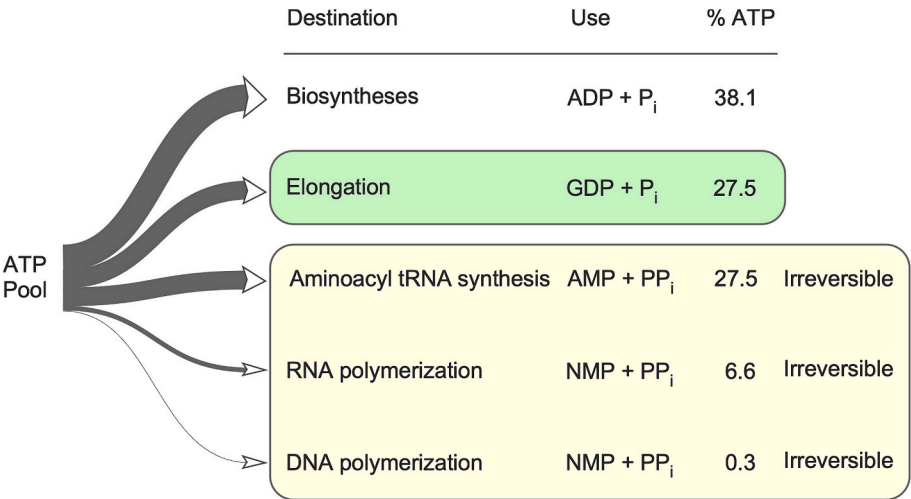 Destination Use % ATP
Biosyntheses ADP + Pi 38.1
Elongation GDP + Pi 27.5
ATP
Pool
Aminoacyl tRNA synthesis AMP + PPi 27.5 Irreversible
RNA polymerization NMP + PPi 6.6 Irreversible
DNA polymerization NMP + PPi 0.3 Irreversible